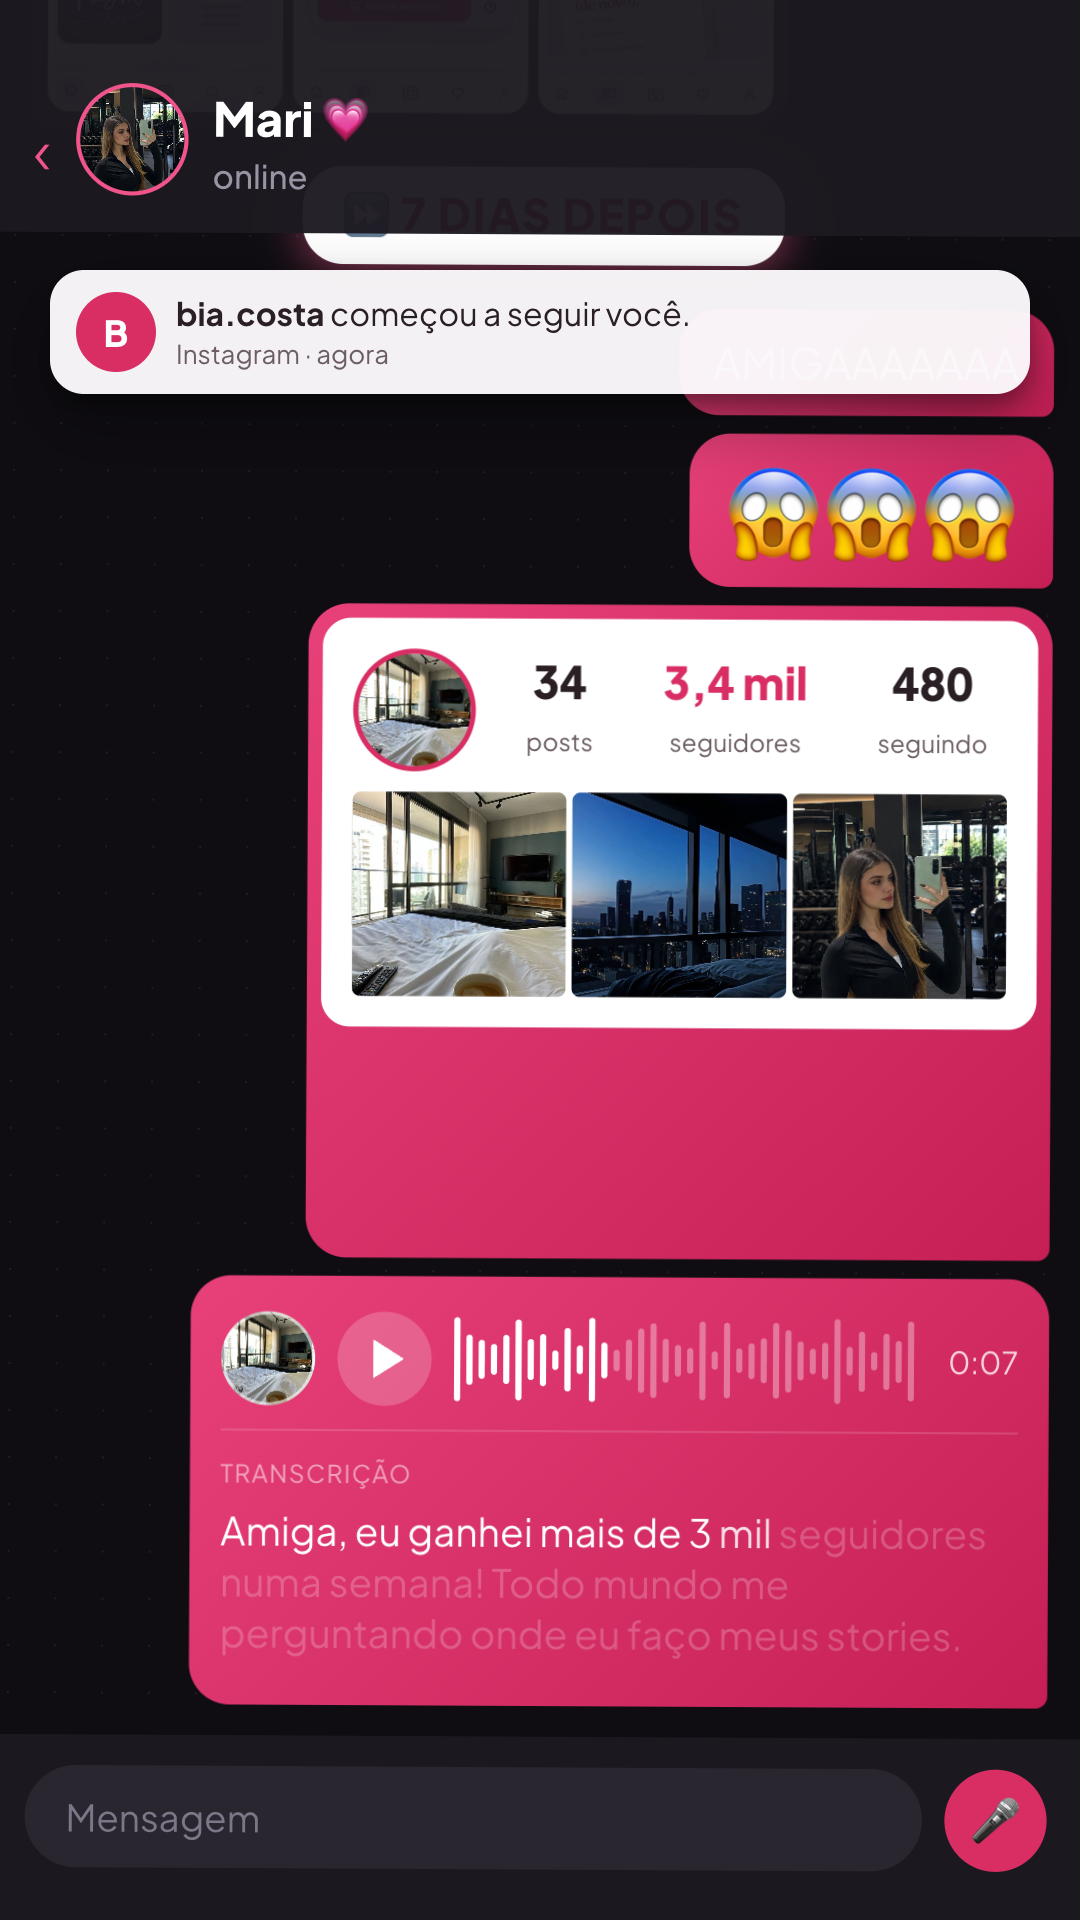 Mari 💗
online
⏩ 7 DIAS DEPOIS
B
bia.costa começou a seguir você.
Instagram · agora
AMIGAAAAAAA
😱😱😱
34 3,4 mil 480
posts seguidores seguindo
0:07
TRANSCRIÇÃO
Amiga, eu ganhei mais de 3 mil seguidores
numa semana! Todo mundo me
perguntando onde eu faço meus stories.
Mensagem